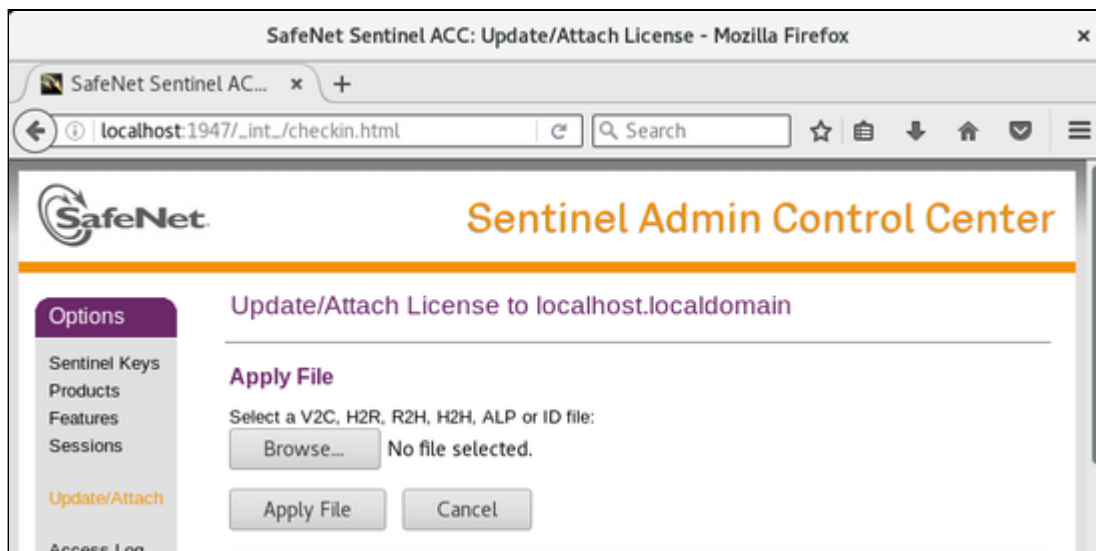 SafeNet Sentinel ACC: Update/Attach License - Mozilla Firefox
SafeNet Sentinel AC...
localhost:1947/_int_/checkin.html
Search
SafeNet.
Sentinel Admin Control Center
Options
Update/Attach License to localhost.localdomain
Sentinel Keys
Products
Features
Sessions
Update/Attach
Access Log
Apply File
Select a V2C, H2R, R2H, H2H, ALP or ID file:
Browse...
No file selected.
Apply File
Cancel